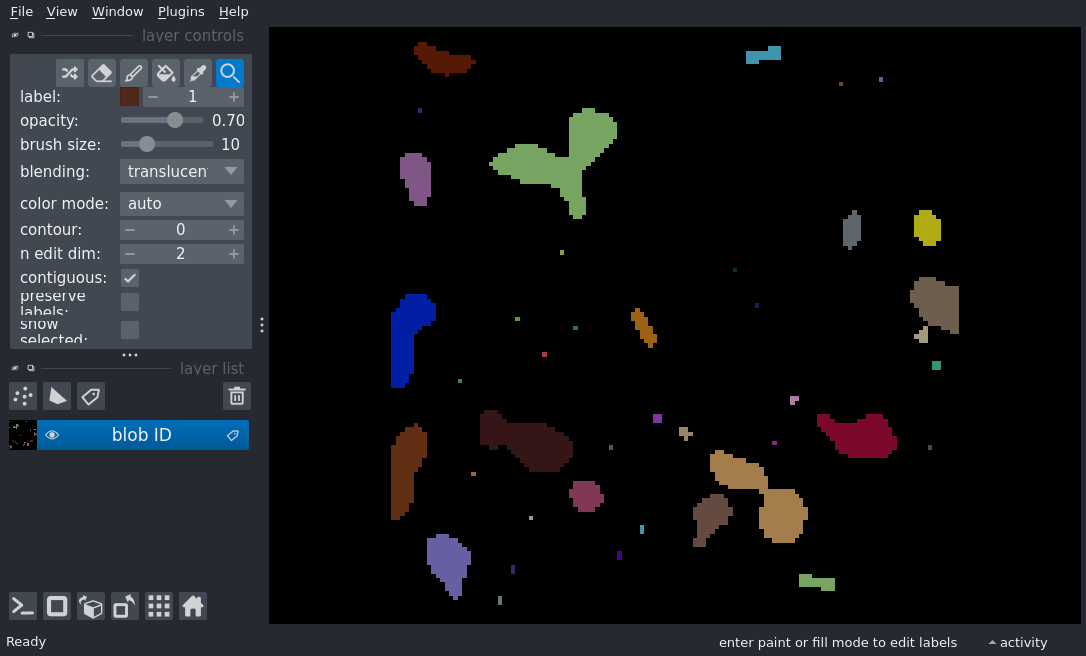 File View Window Plugins Help
layer controls
label: 1
opacity: 0.70
brush size: 10
blending: translucen
color mode: auto
contour: 0
n edit dim: 2
contiguous:
preserve
labels:
show
selected:
layer list
blob ID
Ready enter paint or fill mode to edit labels activity